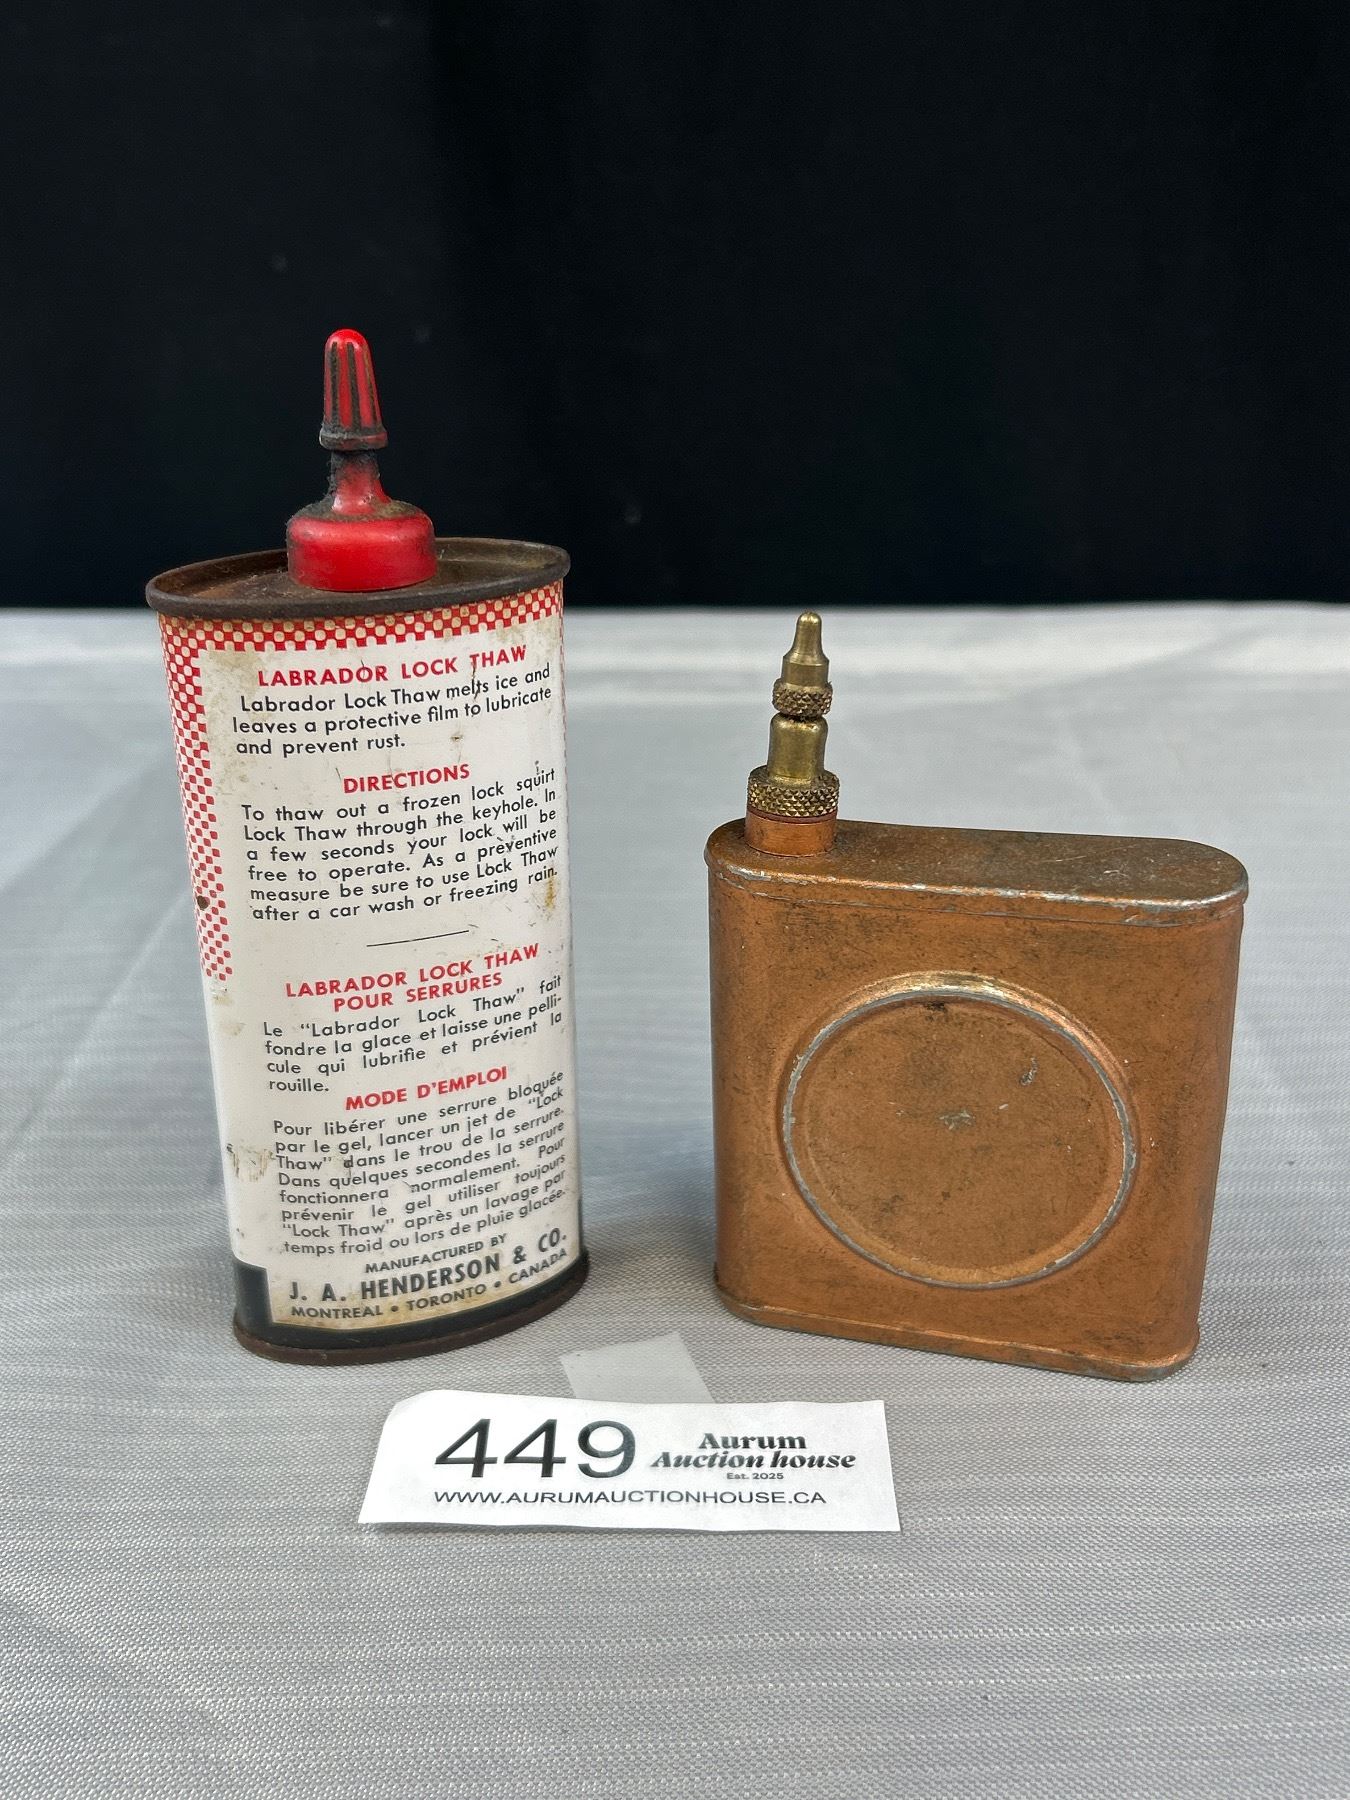 LABRADOR LOCK THAW
Labrador Lock Thaw melts ice and
leaves a protective film to lubricate
and prevent rust.
DIRECTIONS
To thaw out a frozen lock squirt
Lock Thaw through the keyhole. In
a few seconds your lock will be
free to operate. As a preventive
measure be sure to use Lock Thaw
after a car wash or freezing rain.
LABRADOR LOCK THAW
POUR SERRURES
Le "Labrador Lock Thaw" fait
fondre la glace et laisse une pelli-
cule qui lubrifie et prévient la
rouille.
MODE D'EMPLOI
Pour libérer une serrure bloquée
par le gel, lancer un jet de "Lock
Thaw" dans le trou de la serrure.
Dans quelques secondes la serrure
fonctionnera normalement. Pour
prévenir le gel utiliser toujours
"Lock Thaw" après un lavage par
temps froid ou lors de pluie glacée.
MANUFACTURED BY
J. A. HENDERSON & CO.
MONTREAL • TORONTO • CANADA
449 Aurum
Auction house
Est. 2025
WWW.AURUMAUCTIONHOUSE.CA